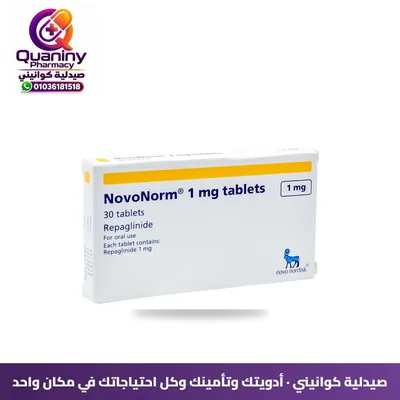 Quaniny
Pharmacy
صيدلية كوانيني
01036181518
NovoNorm® 1 mg tablets
1 mg
30 tablets
Repaglinide
For oral use
Each tablet contains:
Repaglinide 1 mg
novo nordisk
صيدلية كوانيني · أدويتك وتأمينك وكل احتياجاتك في مكان واحد